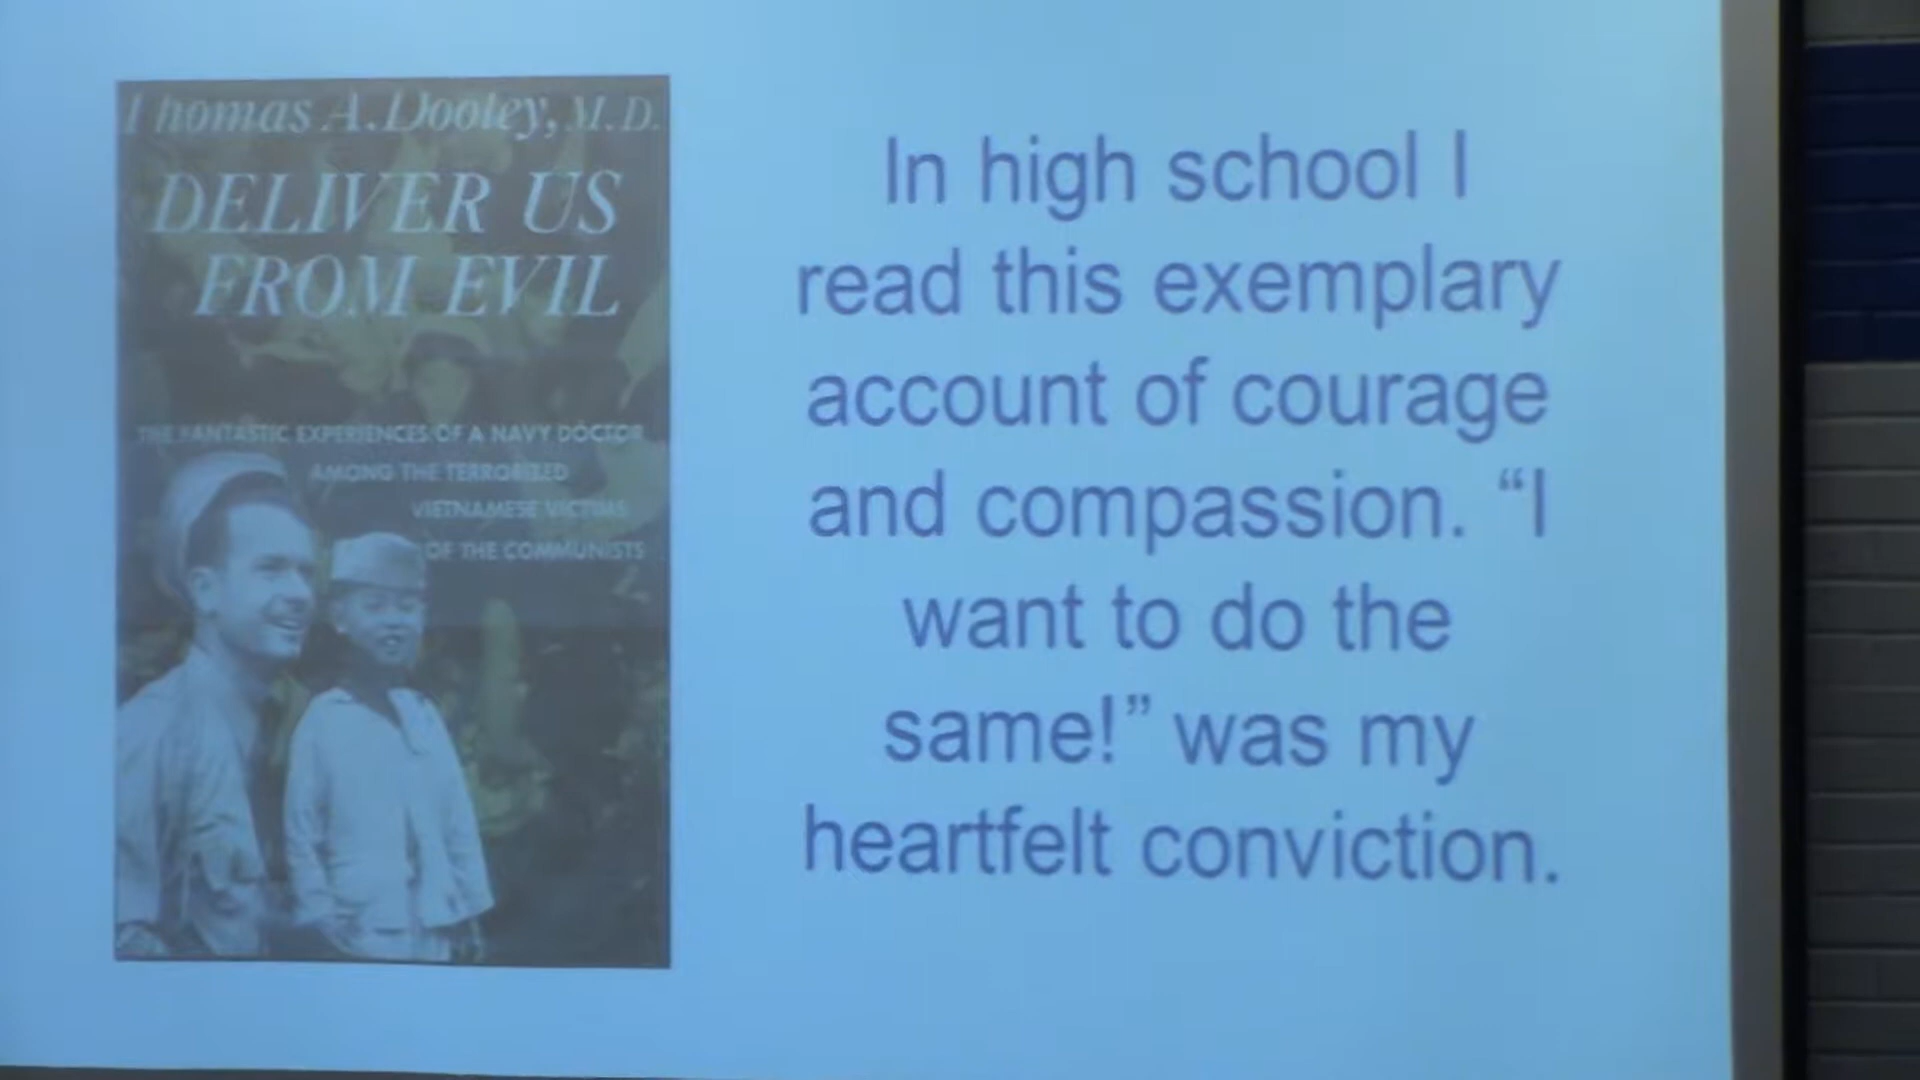 Thomas A. Dooley, M.D.
DELIVER US
FROM EVIL
THE FANTASTIC EXPERIENCES OF A NAVY DOCTOR
AMONG THE TERRORIZED
VIETNAMESE VICTIMS
OF THE COMMUNISTS
In high school I
read this exemplary
account of courage
and compassion. “I
want to do the
same!” was my
heartfelt conviction.